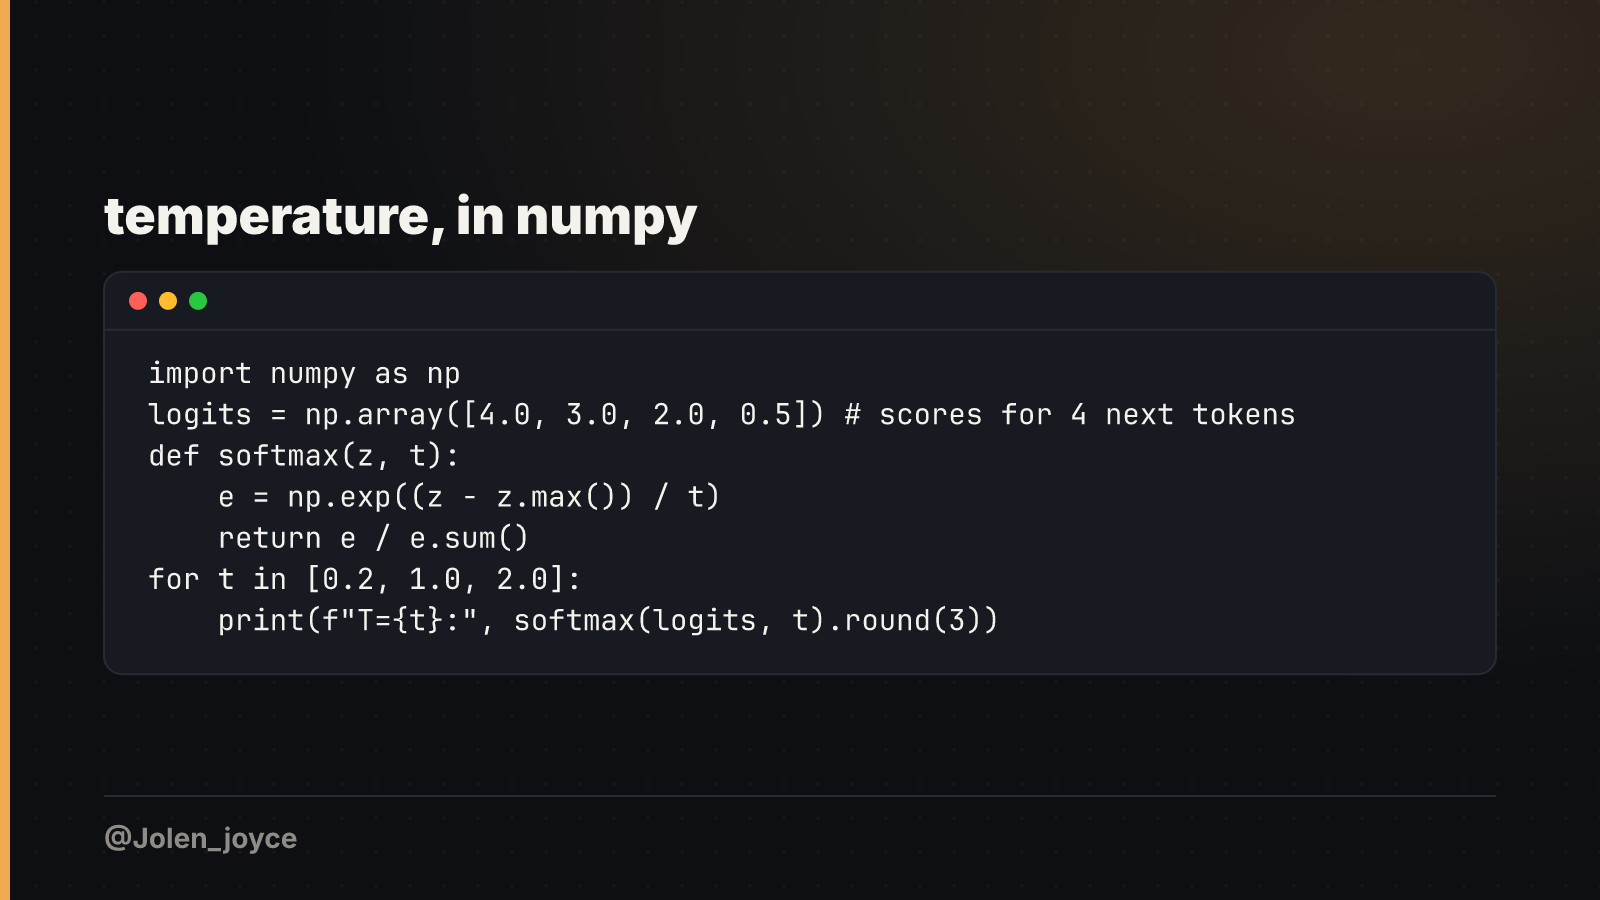 temperature, in numpy
import numpy as np
logits = np.array([4.0, 3.0, 2.0, 0.5]) # scores for 4 next tokens
def softmax(z, t):
    e = np.exp((z - z.max()) / t)
    return e / e.sum()
for t in [0.2, 1.0, 2.0]:
    print(f"T={t}:", softmax(logits, t).round(3))
@Jolen_joyce